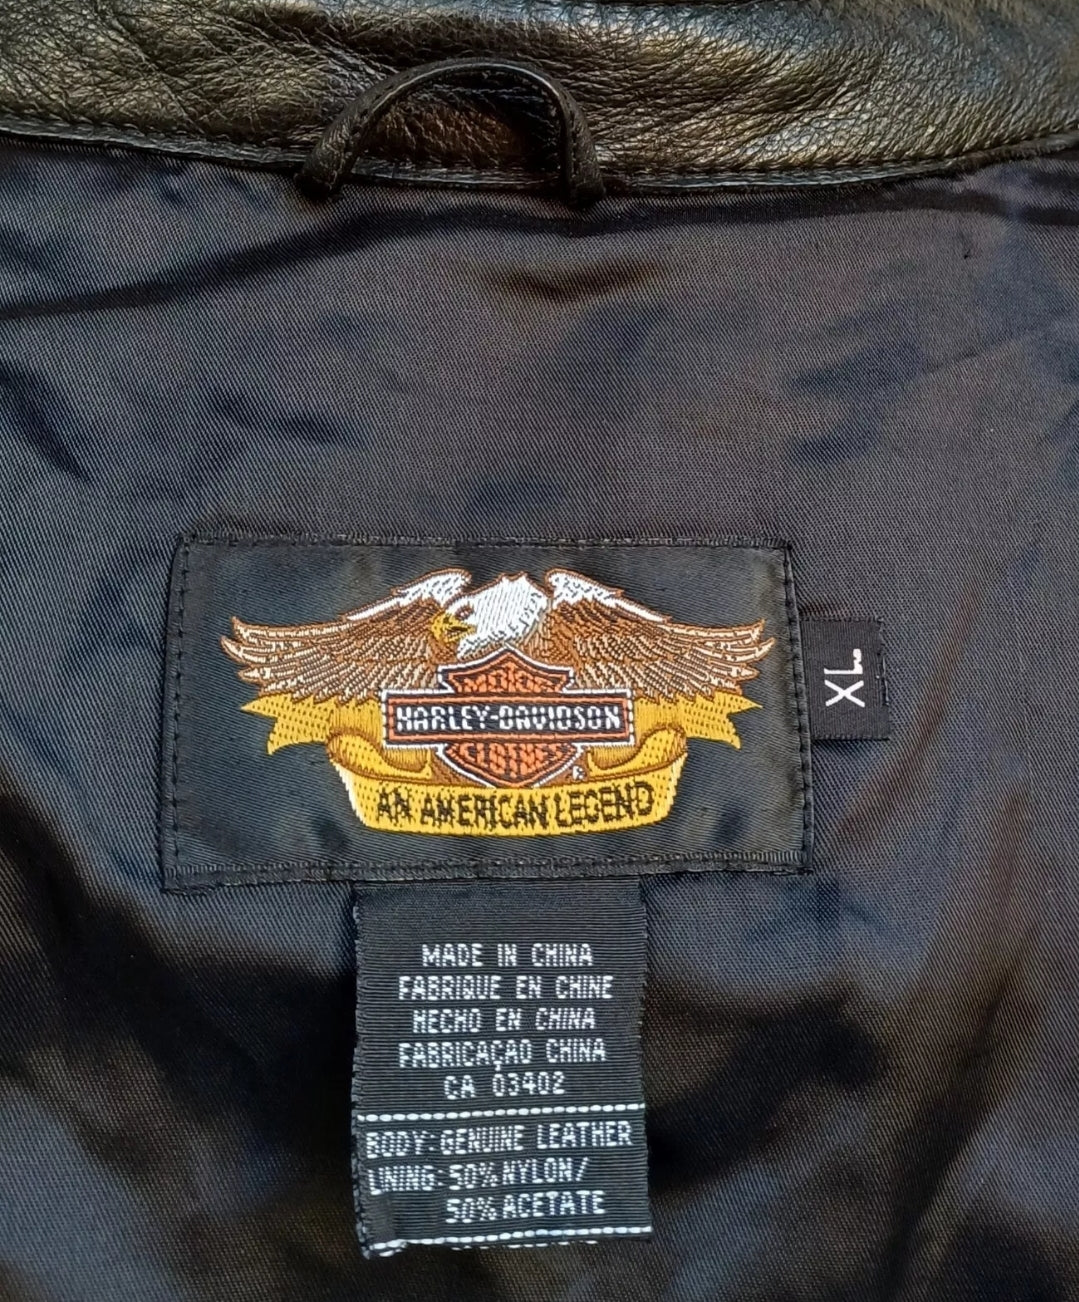 MOTOR
HARLEY-DAVIDSON
CYCLES
®
AN AMERICAN LEGEND
XL
MADE IN CHINA
FABRIQUE EN CHINE
HECHO EN CHINA
FABRICAÇAO CHINA
CA 03402
BODY: GENUINE LEATHER
LINING: 50% NYLON/
50% ACETATE